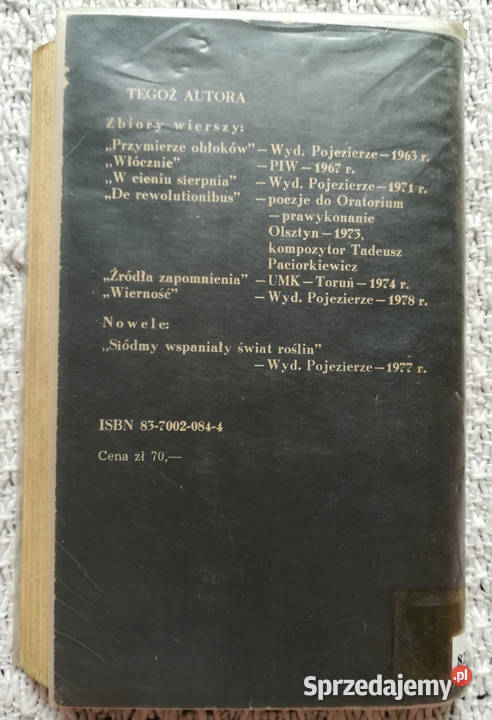 TEGOŻ AUTORA
Zbiory wierszy:
„Przymierze obłoków” — Wyd. Pojezierze — 1963 r.
„Włócznie” — PIW — 1967 r.
„W cieniu sierpnia” — Wyd. Pojezierze — 1971 r.
„De rewolutionibus” — poezje do Oratorium
— prawykonanie
Olsztyn — 1973,
kompozytor Tadeusz
Paciorkiewicz
„Źródła zapomnienia” — UMK — Toruń — 1974 r.
„Wierność” — Wyd. Pojezierze — 1978 r.
Nowele:
„Siódmy wspaniały świat roślin”
— Wyd. Pojezierze — 1977 r.
ISBN 83-7002-084-4
Cena zł 70,—
Sprzedajemy.pl